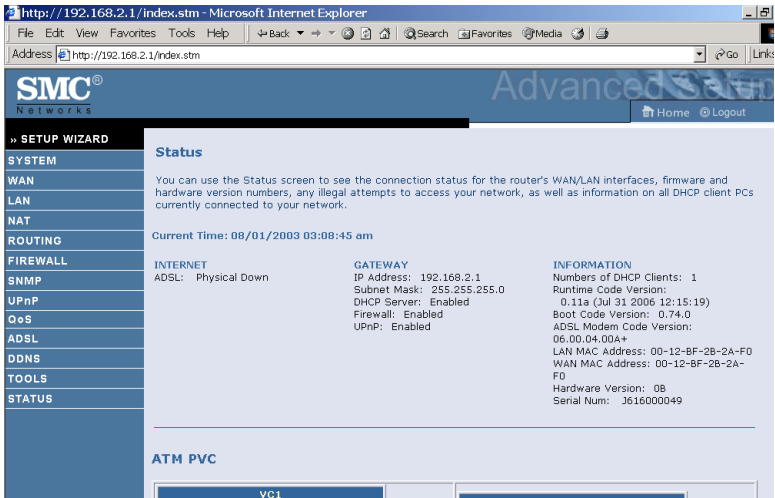 http://192.168.2.1/index.stm - Microsoft Internet Explorer
File Edit View Favorites Tools Help Back Search Favorites Media
Address http://192.168.2.1/index.stm Go Links
SMC®
Networks
Advanced Setup
Home Logout
» SETUP WIZARD
SYSTEM
WAN
LAN
NAT
ROUTING
FIREWALL
SNMP
UPnP
QoS
ADSL
DDNS
TOOLS
STATUS
Status
You can use the Status screen to see the connection status for the router's WAN/LAN interfaces, firmware and
hardware version numbers, any illegal attempts to access your network, as well as information on all DHCP client PCs
currently connected to your network.
Current Time: 08/01/2003 03:08:45 am
INTERNET
ADSL: Physical Down
GATEWAY
IP Address: 192.168.2.1
Subnet Mask: 255.255.255.0
DHCP Server: Enabled
Firewall: Enabled
UPnP: Enabled
INFORMATION
Numbers of DHCP Clients: 1
Runtime Code Version:
0.11a (Jul 31 2006 12:15:19)
Boot Code Version: 0.74.0
ADSL Modem Code Version:
06.00.04.00A+
LAN MAC Address: 00-12-BF-2B-2A-F0
WAN MAC Address: 00-12-BF-2B-2A-
F0
Hardware Version: 0B
Serial Num: J616000049
ATM PVC
VC1